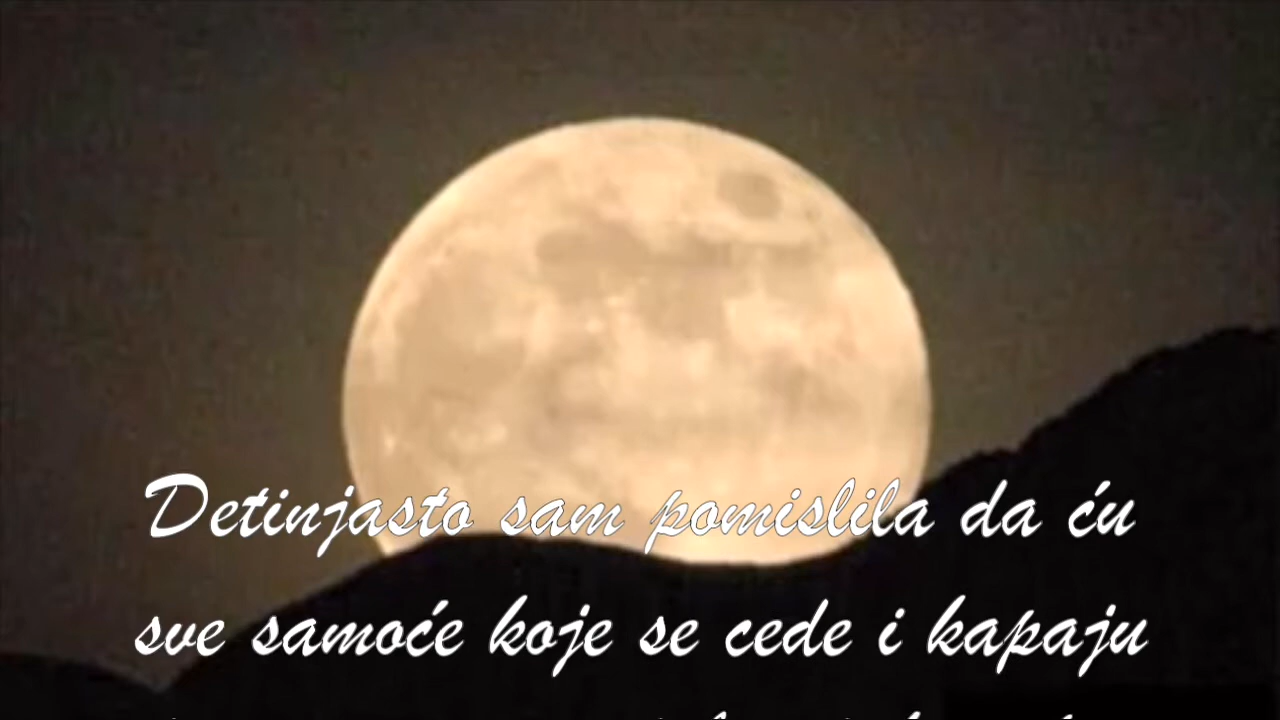 Detinjasto sam pomislila da ću
sve samoće koje se cede i kapaju